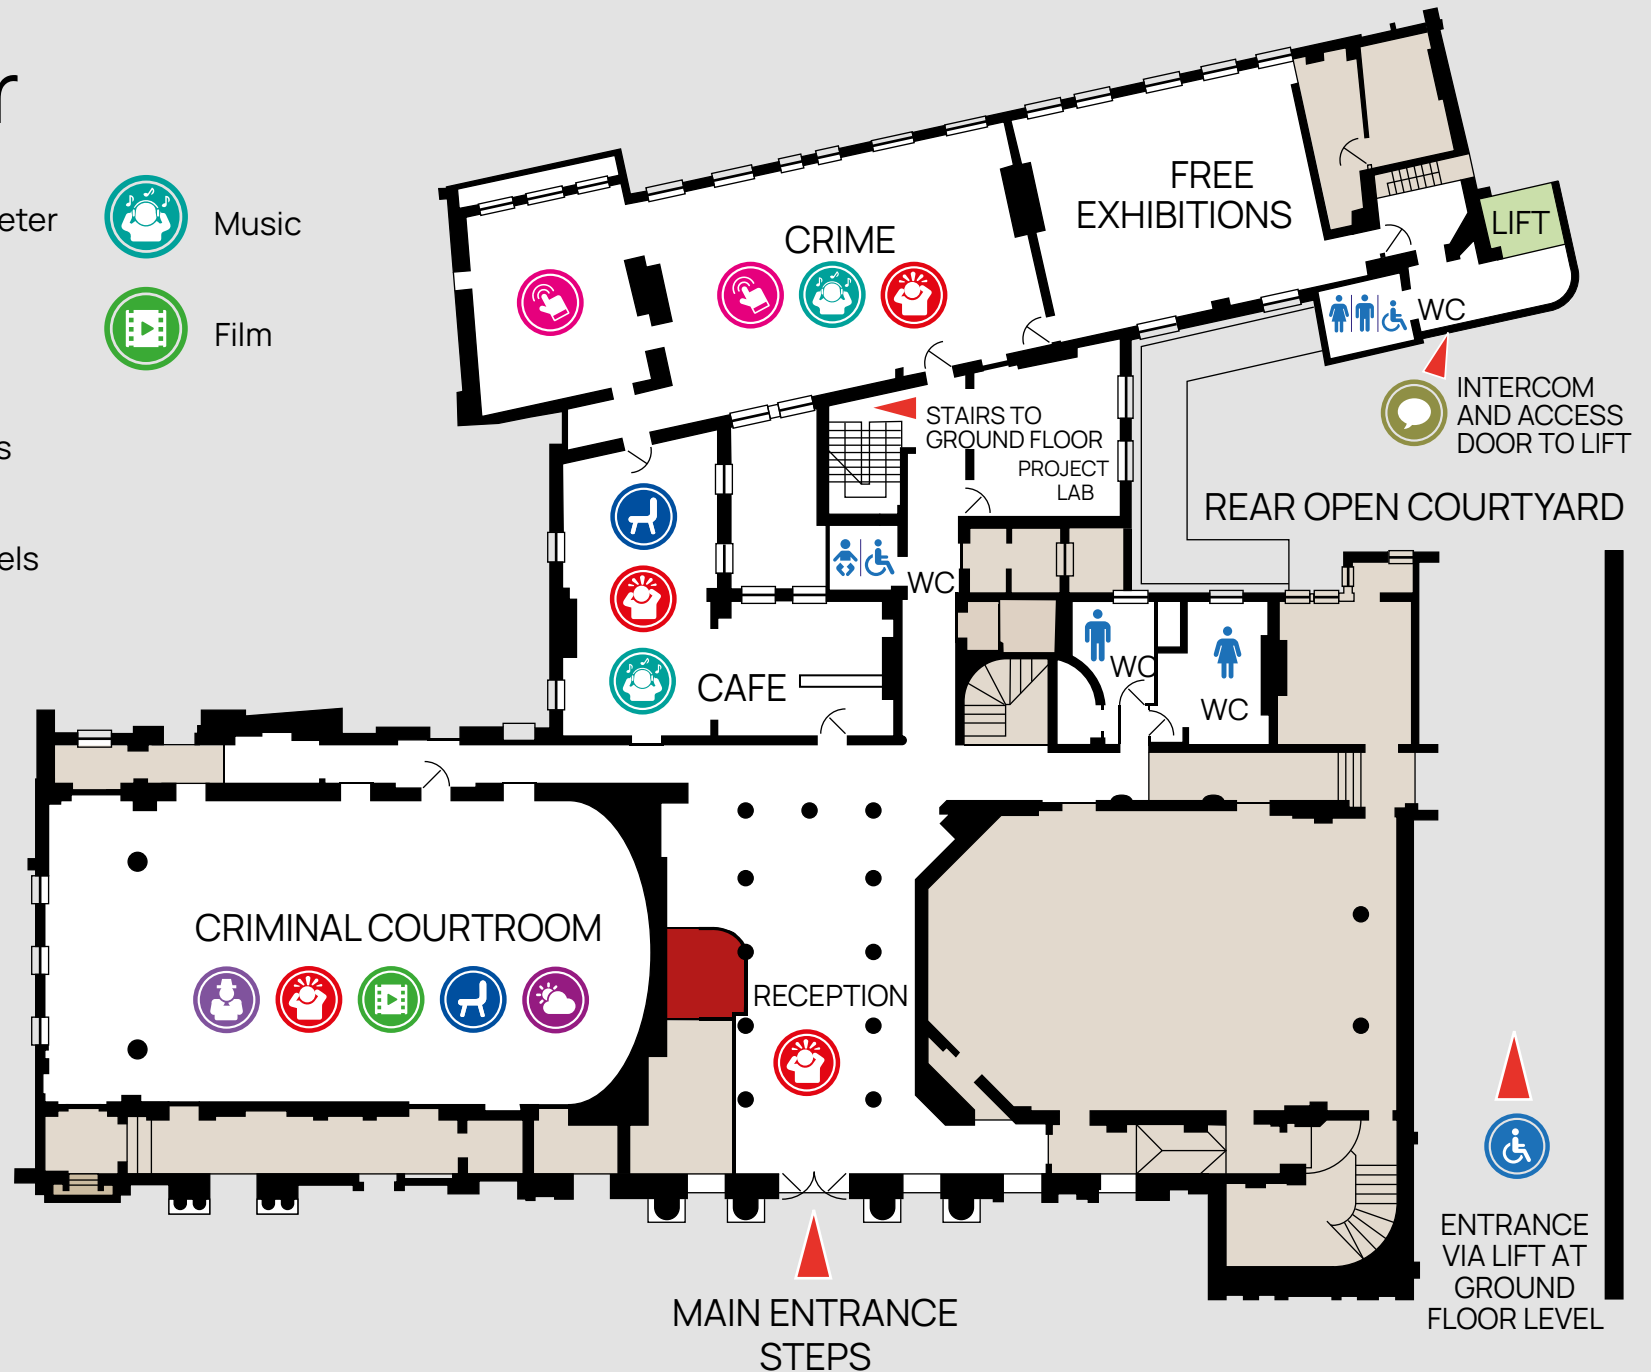 r
eter
Music
Film
s
els
CRIME
FREE
EXHIBITIONS
LIFT
WC
INTERCOM
AND ACCESS
DOOR TO LIFT
STAIRS TO
GROUND FLOOR
PROJECT
LAB
REAR OPEN COURTYARD
WC
WC
WC
CAFE
CRIMINAL COURTROOM
RECEPTION
ENTRANCE
VIA LIFT AT
GROUND
FLOOR LEVEL
MAIN ENTRANCE
STEPS